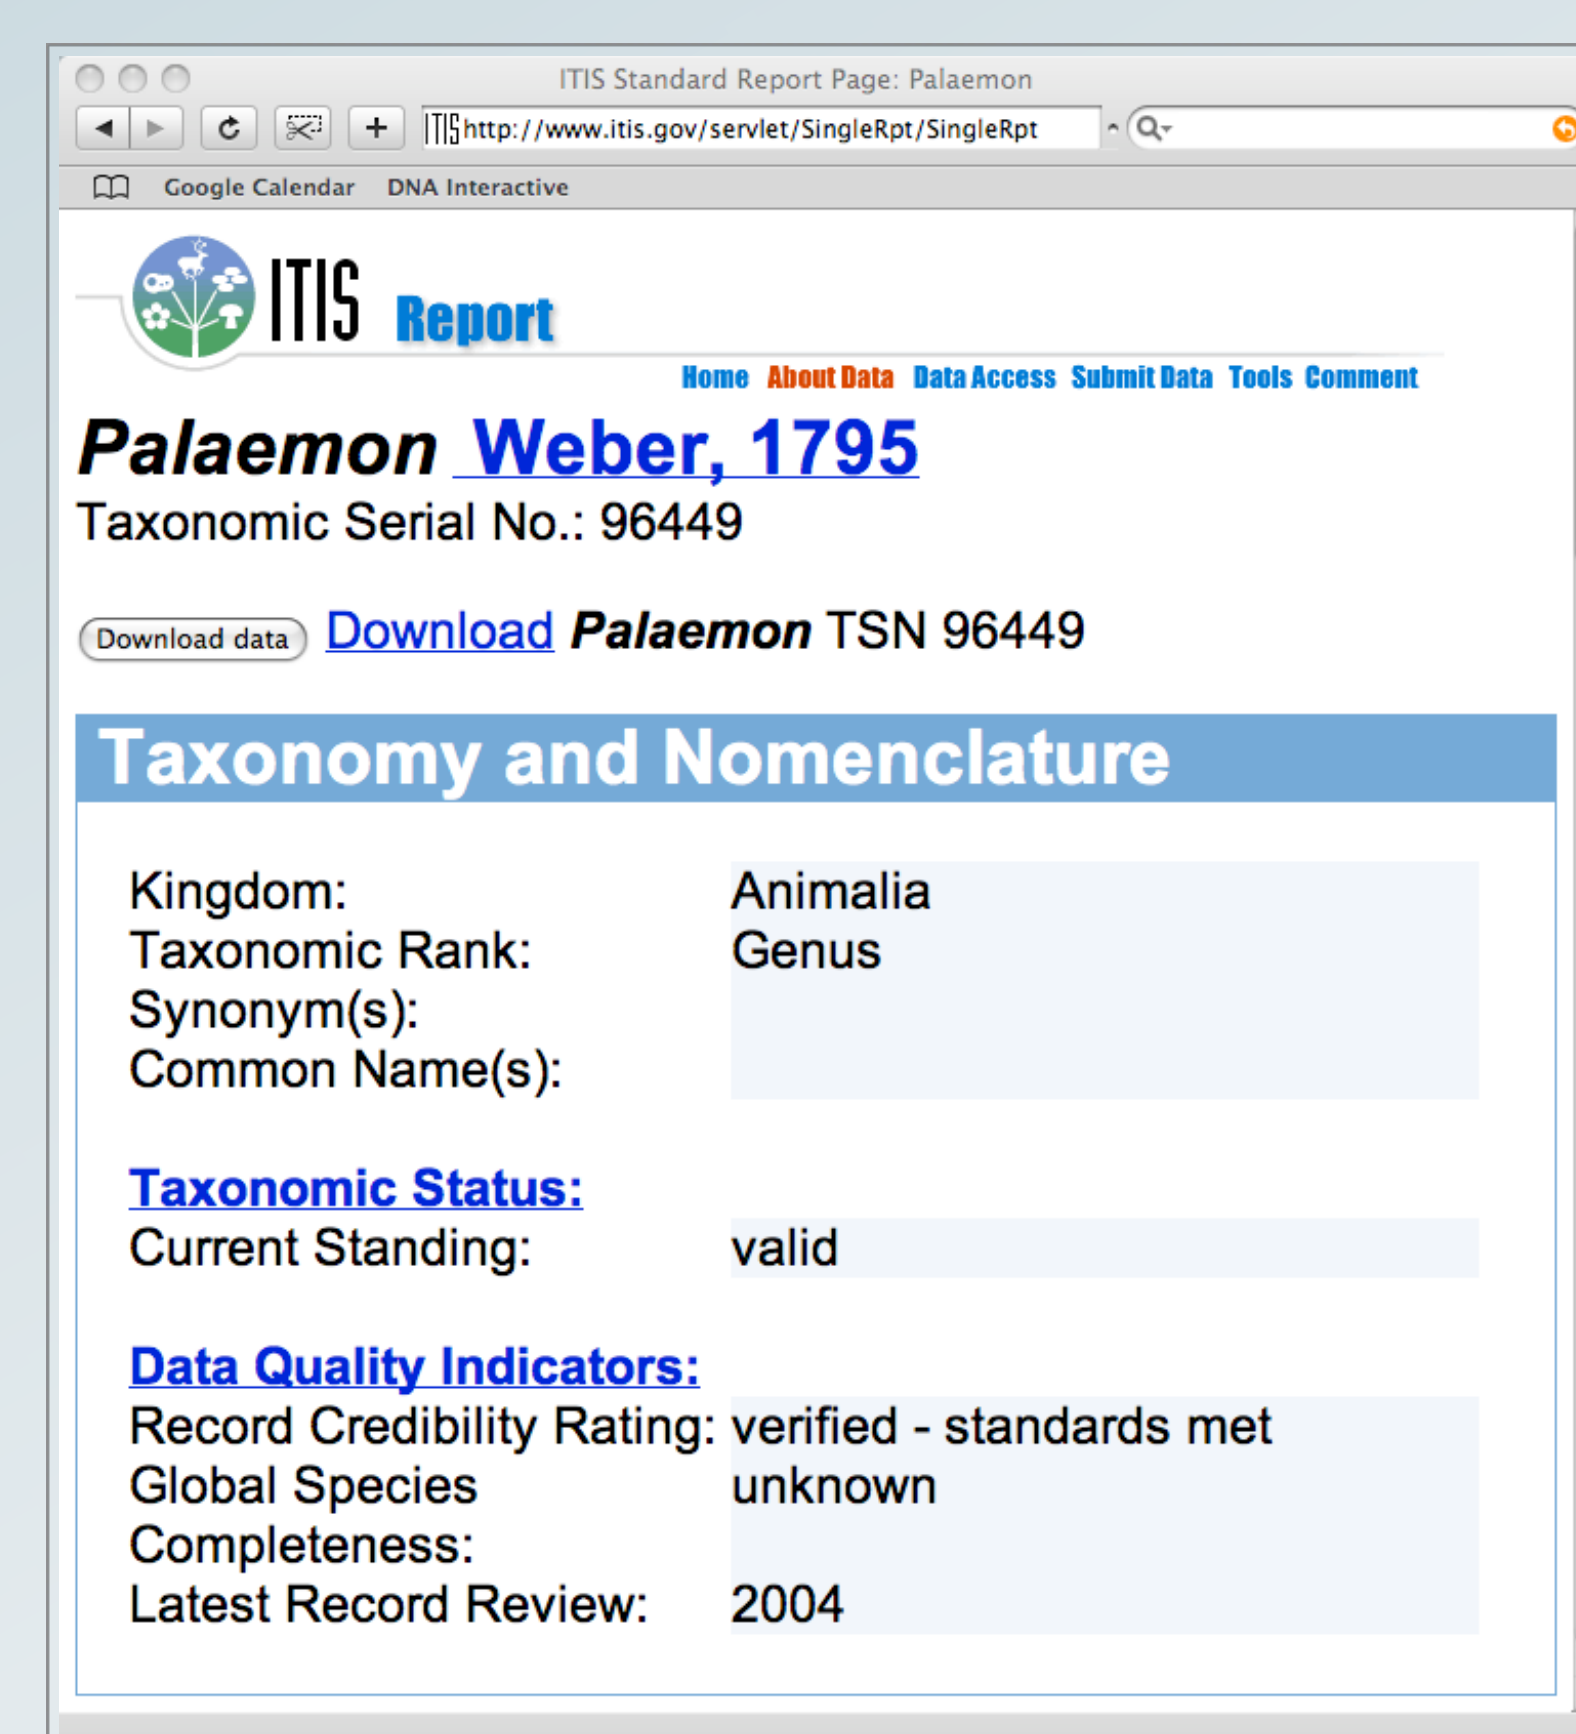 ITIS Standard Report Page: Palaemon
ITIS http://www.itis.gov/servlet/SingleRpt/SingleRpt
Google Calendar DNA Interactive
ITIS Report
Home About Data Data Access Submit Data Tools Comment
Palaemon Weber, 1795
Taxonomic Serial No.: 96449
Download data Download Palaemon TSN 96449
Taxonomy and Nomenclature
Kingdom: Animalia
Taxonomic Rank: Genus
Synonym(s):
Common Name(s):
Taxonomic Status:
Current Standing: valid
Data Quality Indicators:
Record Credibility Rating: verified - standards met
Global Species unknown
Completeness:
Latest Record Review: 2004